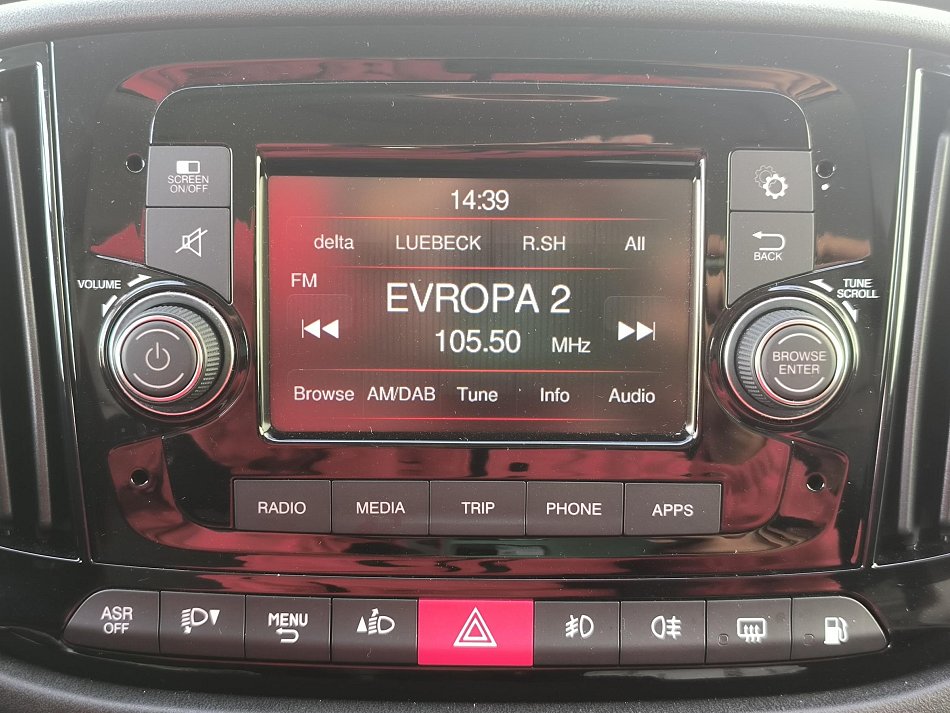 SCREEN
ON/OFF
14:39
delta LUEBECK R.SH All
FM
EVROPA 2
105.50 MHz
Browse AM/DAB Tune Info Audio
BACK
VOLUME
TUNE
SCROLL
BROWSE
ENTER
RADIO MEDIA TRIP PHONE APPS
ASR
OFF
MENU